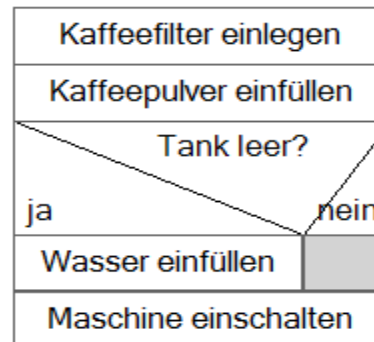 Kaffeefilter einlegen
Kaffeepulver einfüllen
Tank leer?
ja nein
Wasser einfüllen
Maschine einschalten